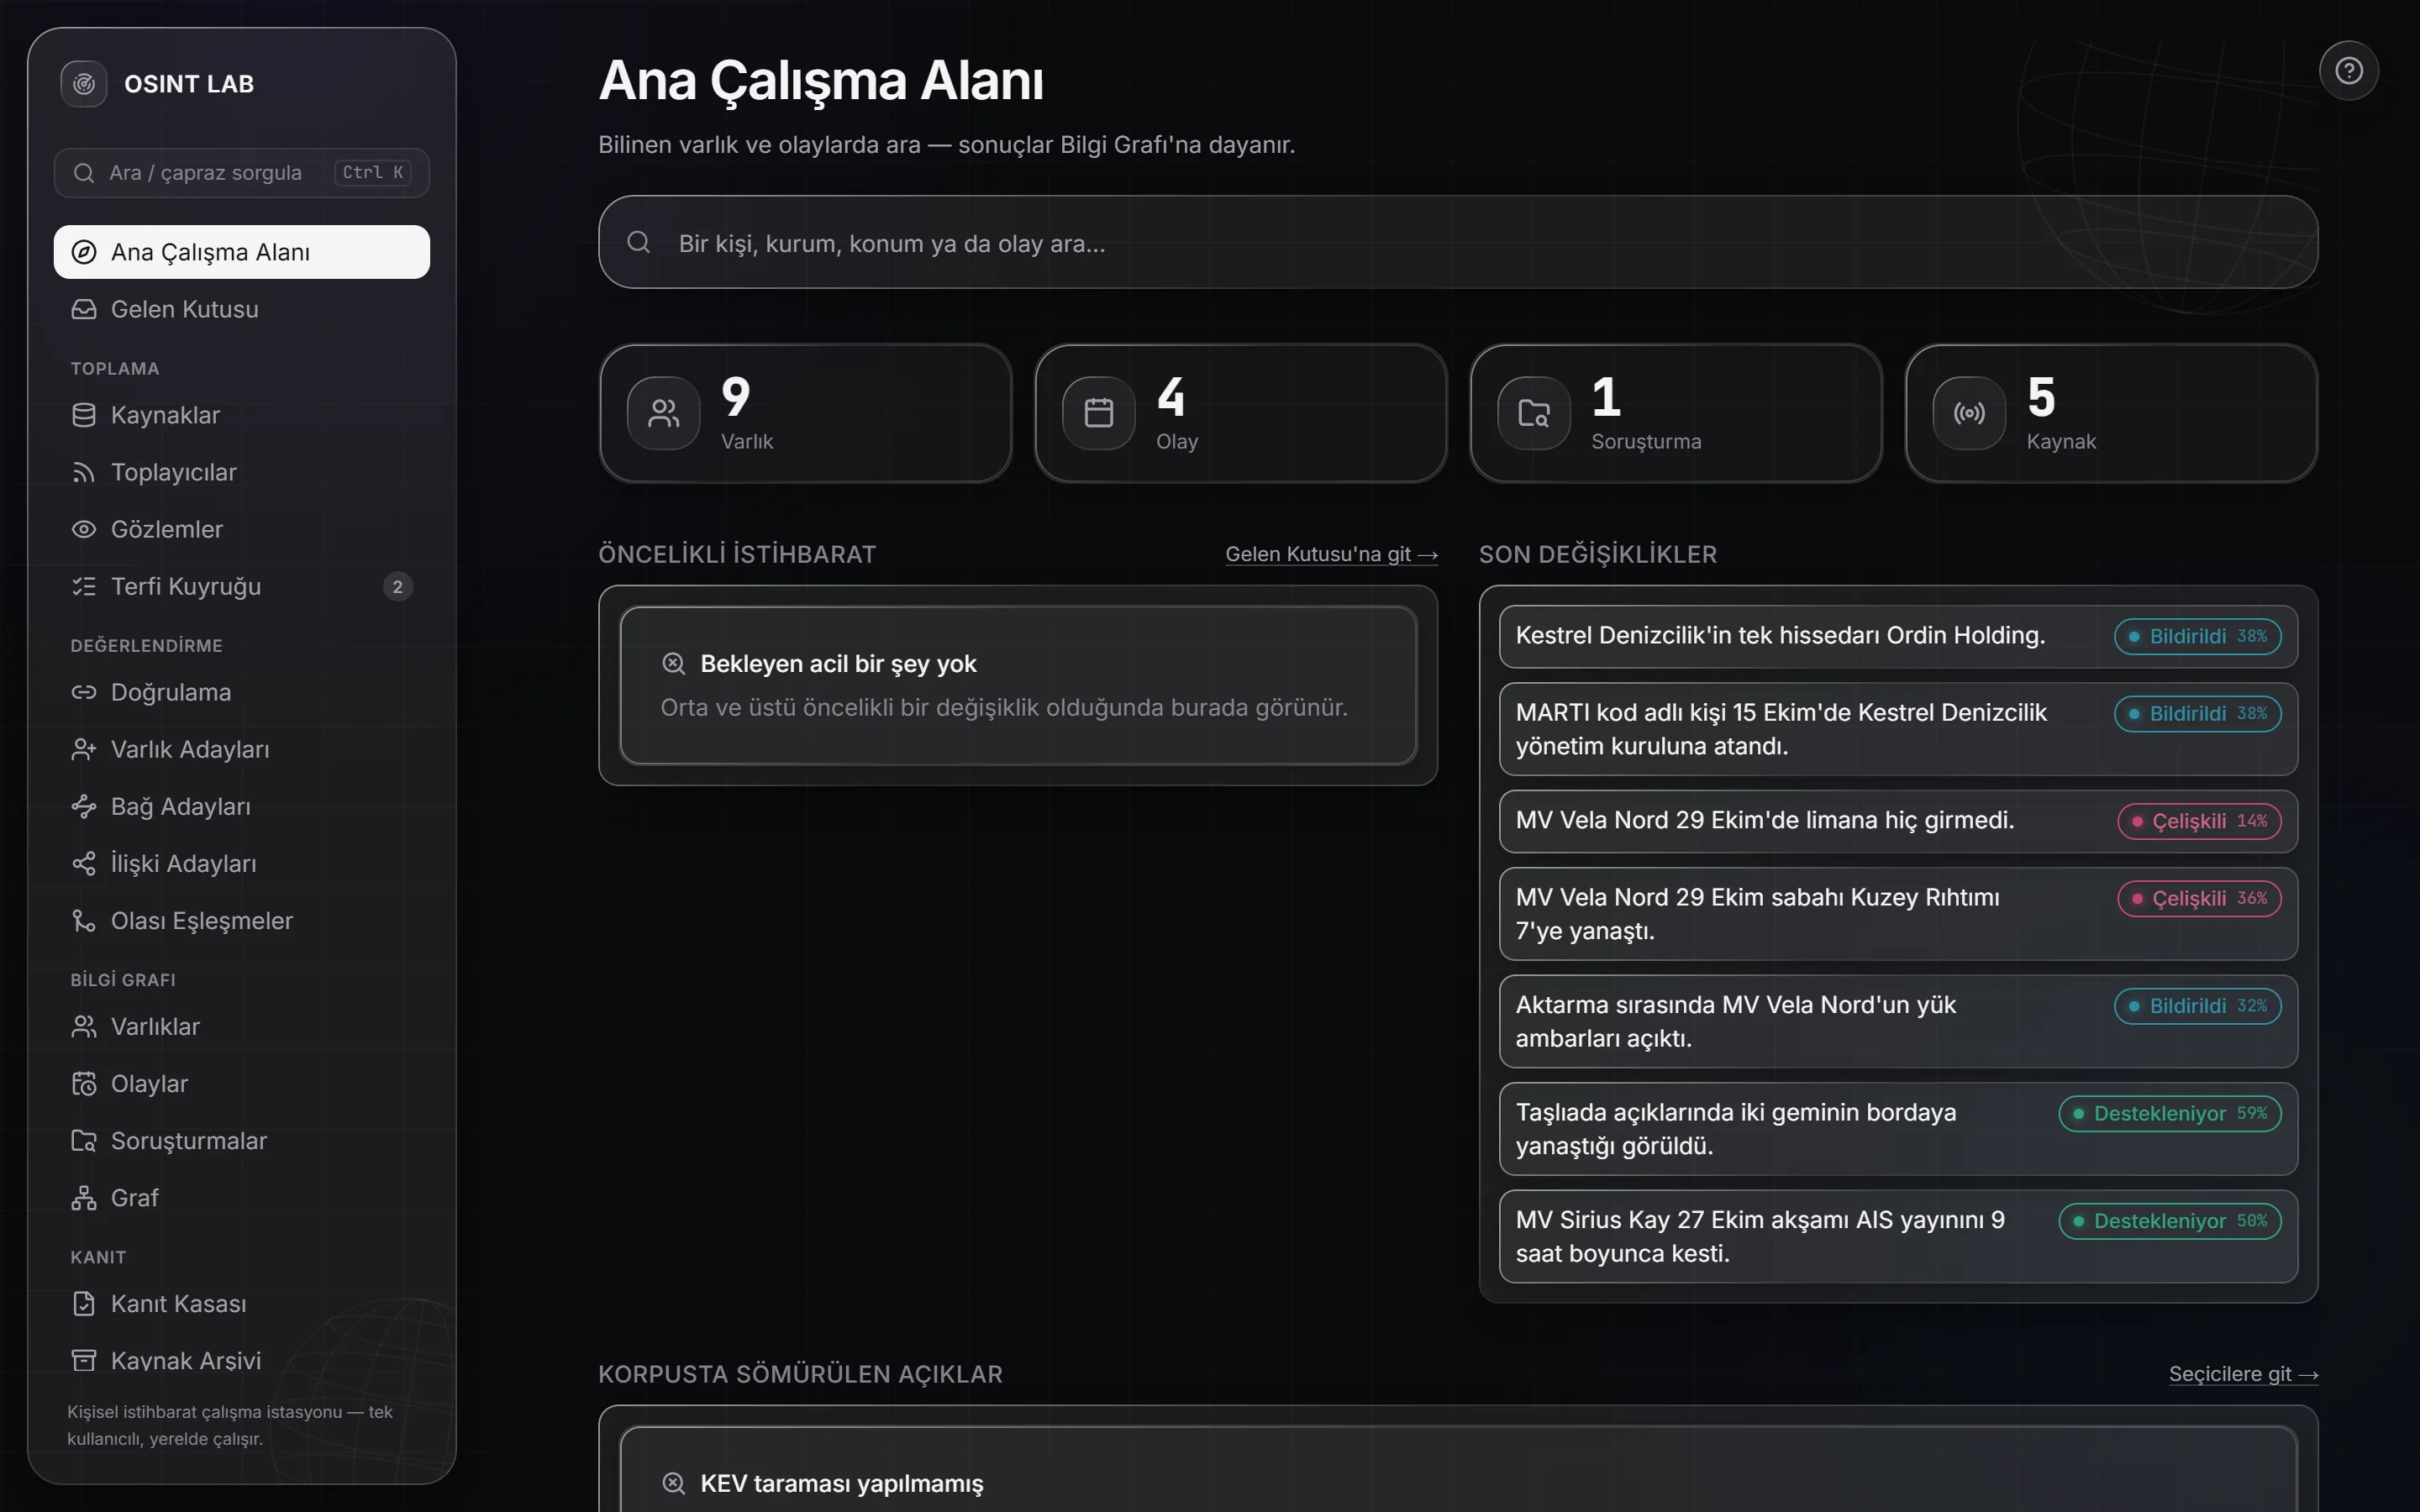 OSINT LAB
Ara / çapraz sorgula
Ctrl K
Ana Çalışma Alanı
Gelen Kutusu
TOPLAMA
Kaynaklar
Toplayıcılar
Gözlemler
Terfi Kuyruğu
2
DEĞERLENDİRME
Doğrulama
Varlık Adayları
Bağ Adayları
İlişki Adayları
Olası Eşleşmeler
BİLGİ GRAFI
Varlıklar
Olaylar
Soruşturmalar
Graf
KANIT
Kanıt Kasası
Kaynak Arşivi
Kişisel istihbarat çalışma istasyonu — tek
kullanıcılı, yerelde çalışır.
Ana Çalışma Alanı
Bilinen varlık ve olaylarda ara — sonuçlar Bilgi Grafı'na dayanır.
Bir kişi, kurum, konum ya da olay ara...
9
Varlık
4
Olay
1
Soruşturma
5
Kaynak
ÖNCELİKLİ İSTİHBARAT
Gelen Kutusu'na git →
Bekleyen acil bir şey yok
Orta ve üstü öncelikli bir değişiklik olduğunda burada görünür.
SON DEĞİŞİKLİKLER
Kestrel Denizcilik'in tek hissedarı Ordin Holding.
Bildirildi 38%
MARTI kod adlı kişi 15 Ekim'de Kestrel Denizcilik
yönetim kuruluna atandı.
Bildirildi 38%
MV Vela Nord 29 Ekim'de limana hiç girmedi.
Çelişkili 14%
MV Vela Nord 29 Ekim sabahı Kuzey Rıhtımı
7'ye yanaştı.
Çelişkili 36%
Aktarma sırasında MV Vela Nord'un yük
ambarları açıktı.
Bildirildi 32%
Taşlıada açıklarında iki geminin bordaya
yanaştığı görüldü.
Destekleniyor 59%
MV Sirius Kay 27 Ekim akşamı AIS yayınını 9
saat boyunca kesti.
Destekleniyor 50%
KORPUSTA SÖMÜRÜLEN AÇIKLAR
Seçicilere git →
KEV taraması yapılmamış